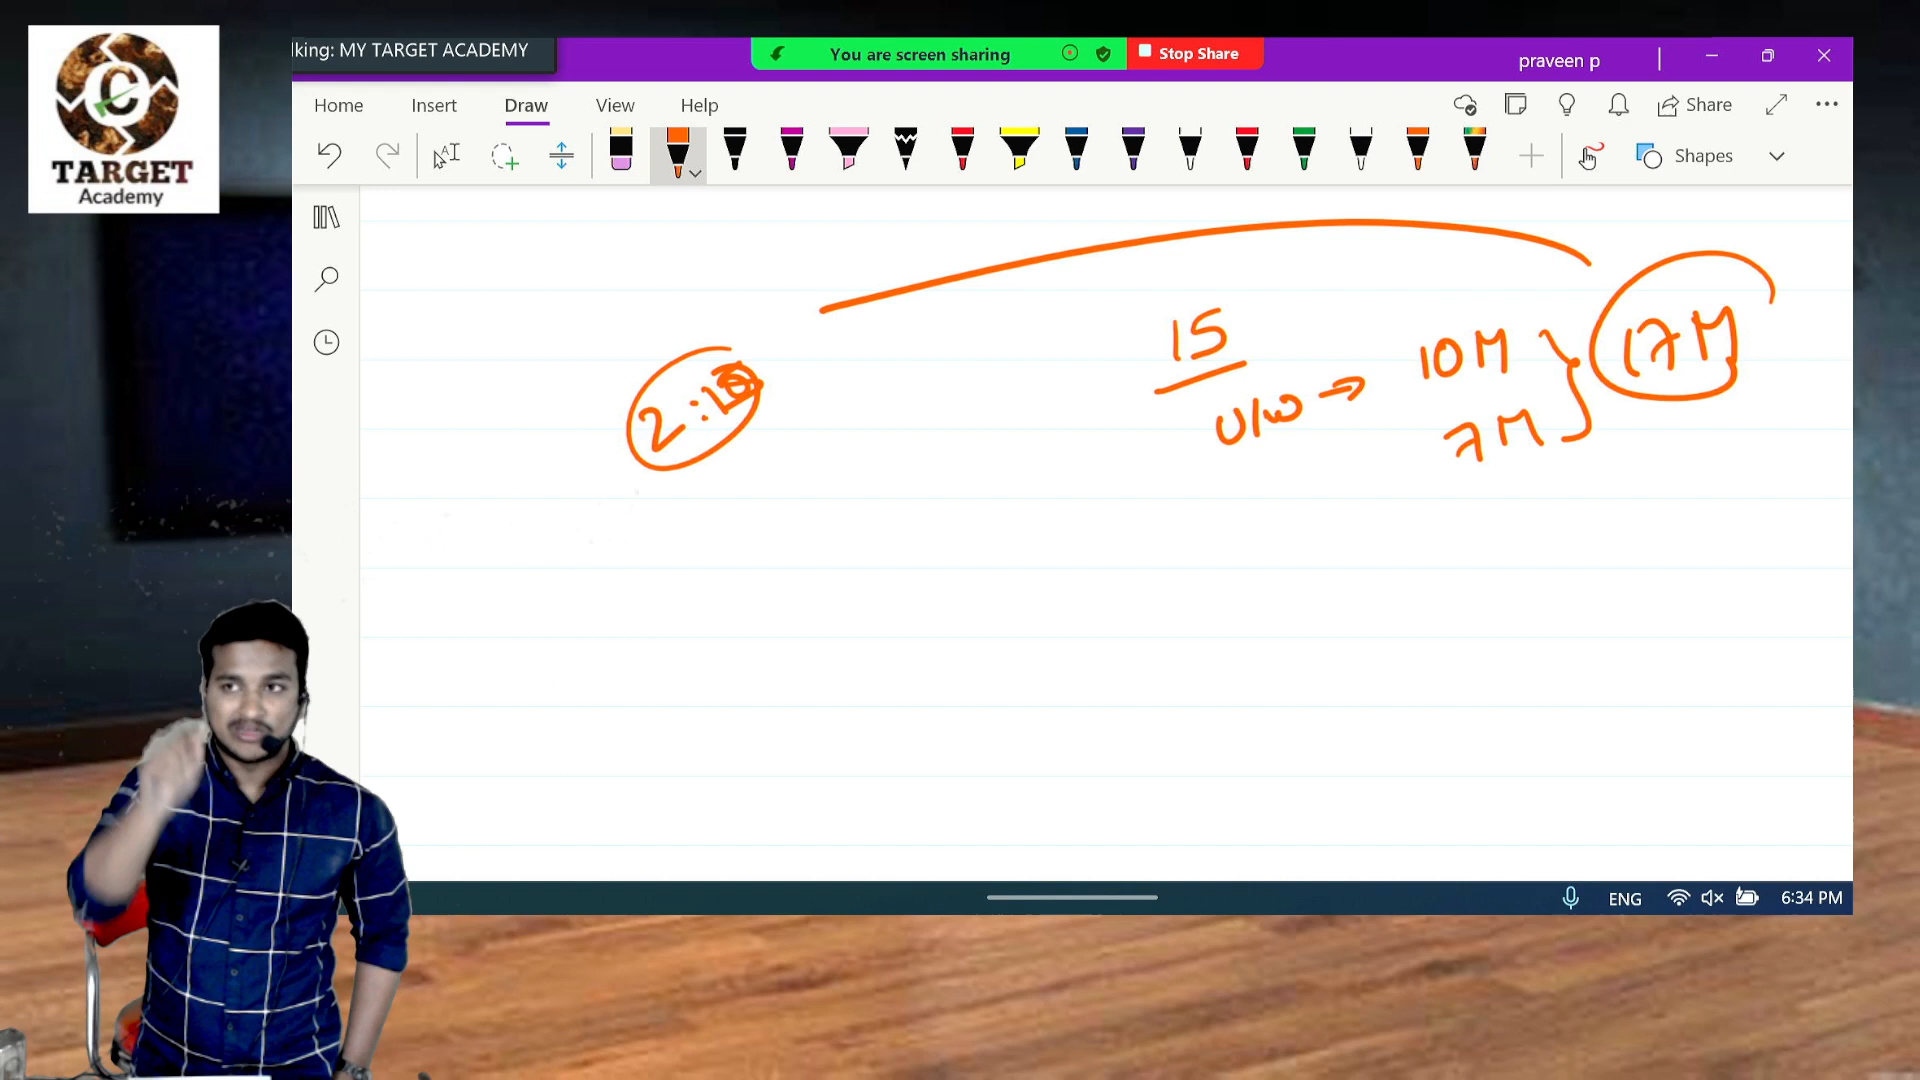 TARGET
Academy
lking: MY TARGET ACADEMY
You are screen sharing
Stop Share
praveen p
Home Insert Draw View Help
Share
Shapes
15
U/W → 10M
7M
17M
ENG
6:34 PM